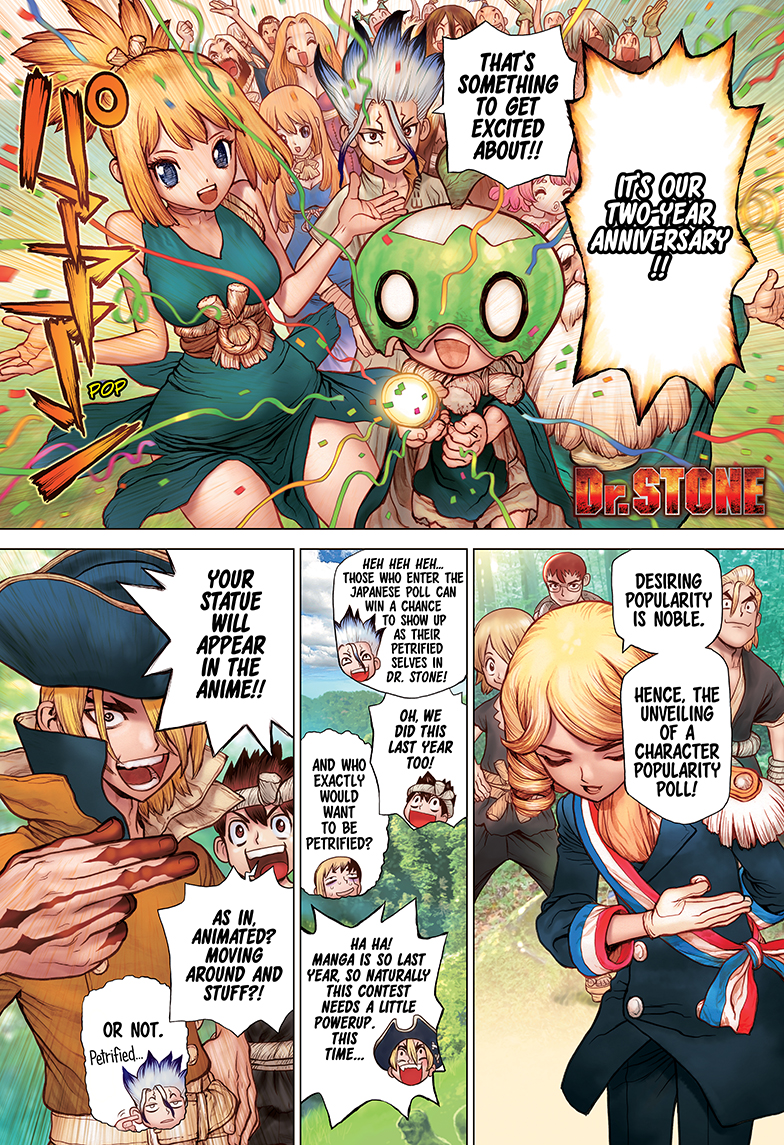 IT'S OUR
TWO-YEAR
ANNIVERSARY
!!
THAT'S
SOMETHING
TO GET
EXCITED
ABOUT!!
パァァン
POP
Dr.STONE
DESIRING
POPULARITY
IS NOBLE.
HENCE, THE
UNVEILING
OF A
CHARACTER
POPULARITY
POLL!
HEH HEH HEH...
THOSE WHO ENTER THE
JAPANESE POLL CAN
WIN A CHANCE
TO SHOW UP
AS THEIR
PETRIFIED
SELVES IN
DR. STONE!
OH, WE
DID THIS
LAST YEAR
TOO!
AND WHO
EXACTLY
WOULD
WANT
TO BE
PETRIFIED?
HA HA!
MANGA IS SO LAST
YEAR, SO NATURALLY
THIS CONTEST
NEEDS A LITTLE
POWERUP.
THIS
TIME...
YOUR
STATUE
WILL
APPEAR
IN THE
ANIME!!
AS IN,
ANIMATED?
MOVING
AROUND AND
STUFF?!
OR NOT.
Petrified...